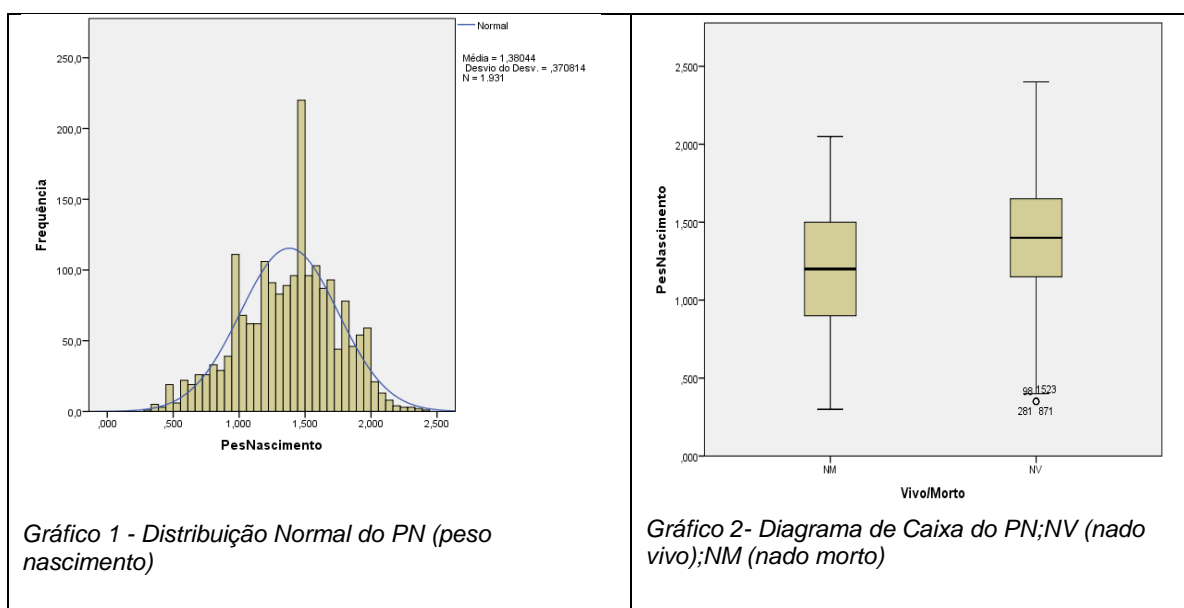 Normal
Média = 1,38044
Desvio do Desv. = ,370814
N = 1.931
250,0
200,0
150,0
100,0
50,0
0,0
Frequência
,000 ,500 1,000 1,500 2,000 2,500
PesNascimento
Gráfico 1 - Distribuição Normal do PN (peso
nascimento)
2,500
2,000
1,500
1,000
,500
,000
PesNascimento
98 1523
281 871
NM NV
Vivo/Morto
Gráfico 2- Diagrama de Caixa do PN;NV (nado
vivo);NM (nado morto)